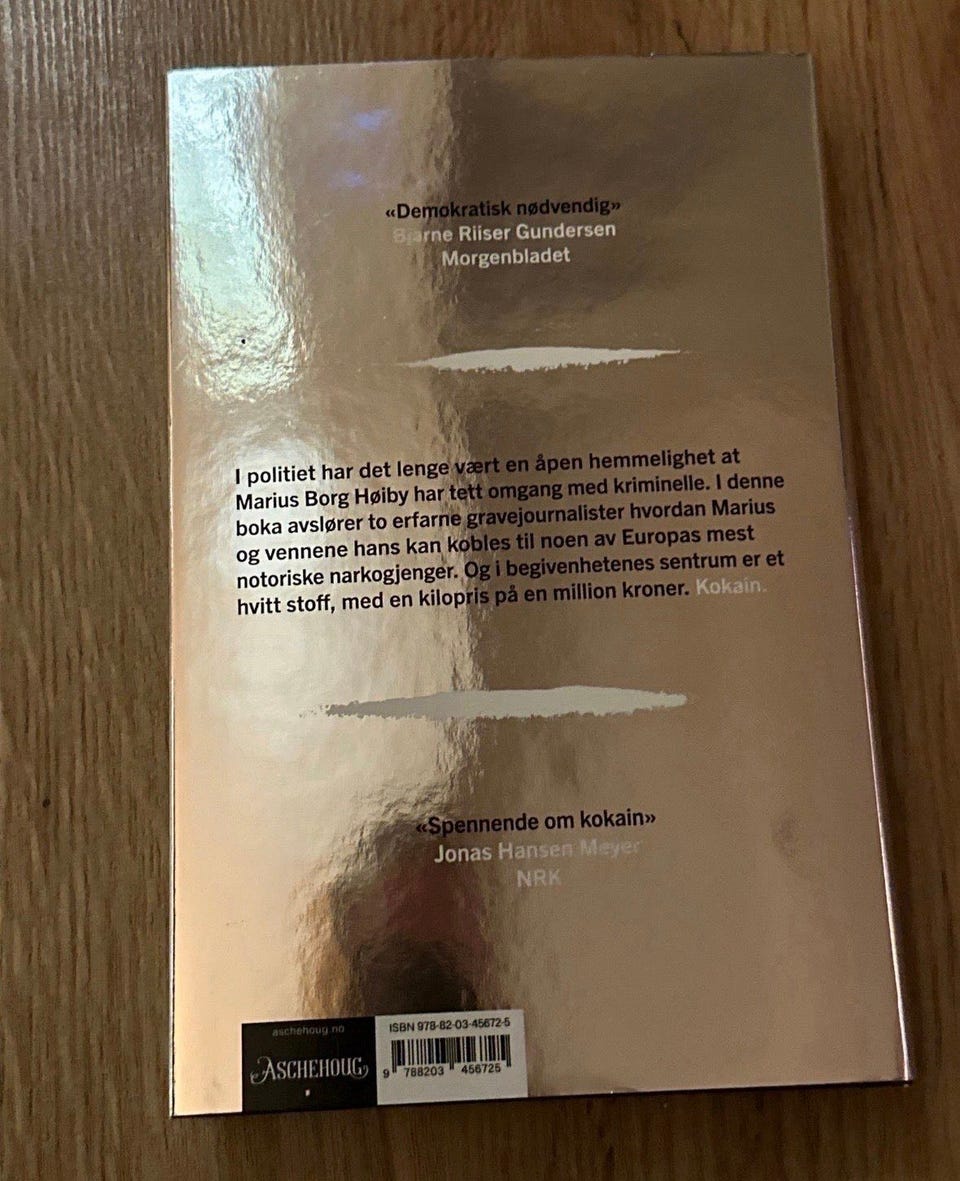 «Demokratisk nødvendig»
Bjarne Riiser Gundersen
Morgenbladet
I politiet har det lenge vært en åpen hemmelighet at
Marius Borg Høiby har tett omgang med kriminelle. I denne
boka avslører to erfarne gravejournalister hvordan Marius
og vennene hans kan kobles til noen av Europas mest
notoriske narkogjenger. Og i begivenhetenes sentrum er et
hvitt stoff, med en kilopris på en million kroner. Kokain.
«Spennende om kokain»
Jonas Hansen Meyer
NRK
aschehoug.no
ASCHEHOUG
ISBN 978-82-03-45672-5
9 788203 456725